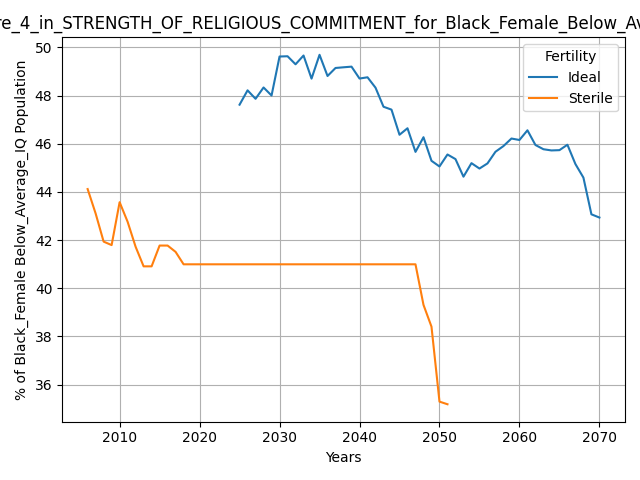 re_4_in_STRENGTH_OF_RELIGIOUS_COMMITMENT_for_Black_Female_Below_Av
% of Black_Female Below_Average_IQ Population
50
48
46
44
42
40
38
36
Fertility
Ideal
Sterile
2010 2020 2030 2040 2050 2060 2070
Years